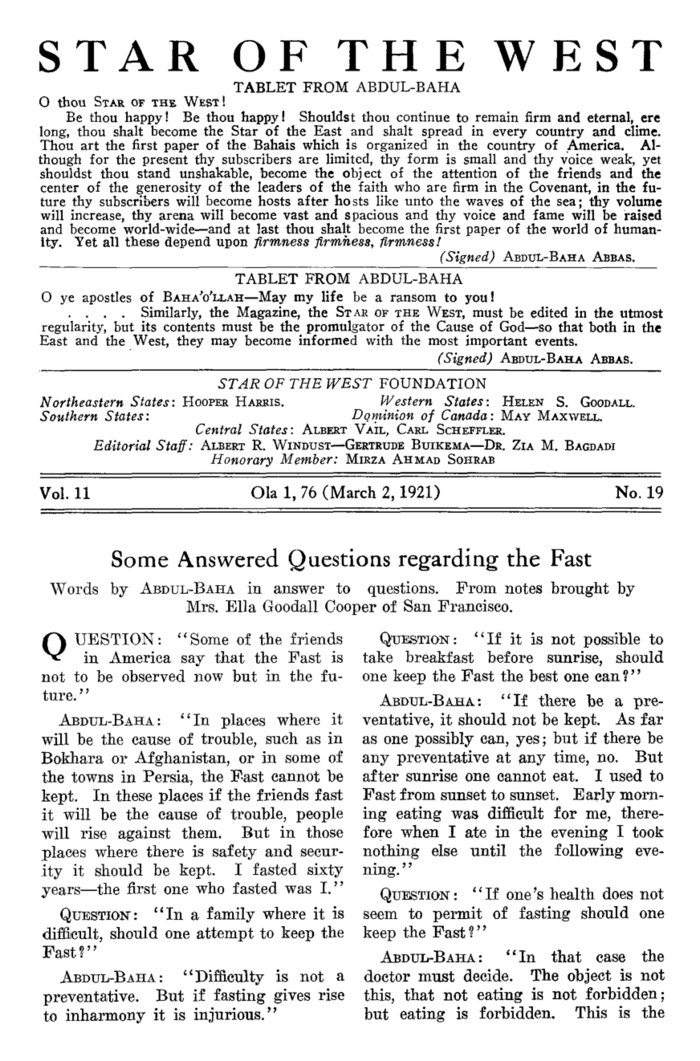 STAR OF THE WEST
TABLET FROM ABDUL-BAHA
O thou STAR OF THE WEST!
Be thou happy! Be thou happy! Shouldst thou continue to remain firm and eternal, ere
long, thou shalt become the Star of the East and shalt spread in every country and clime.
Thou art the first paper of the Bahais which is organized in the country of America. Al-
though for the present thy subscribers are limited, thy form is small and thy voice weak, yet
shouldst thou stand unshakable, become the object of the attention of the friends and the
center of the generosity of the leaders of the faith who are firm in the Covenant, in the fu-
ture thy subscribers will become hosts after hosts like unto the waves of the sea; thy volume
will increase, thy arena will become vast and spacious and thy voice and fame will be raised
and become world-wide—and at last thou shalt become the first paper of the world of human-
ity. Yet all these depend upon firmness firmness, firmness!
(Signed) ABDUL-BAHA ABBAS.
TABLET FROM ABDUL-BAHA
O ye apostles of BAHA'O'LLAH—May my life be a ransom to you!
. . . . Similarly, the Magazine, the STAR OF THE WEST, must be edited in the utmost
regularity, but its contents must be the promulgator of the Cause of God—so that both in the
East and the West, they may become informed with the most important events.
(Signed) ABDUL-BAHA ABBAS.
STAR OF THE WEST FOUNDATION
Northeastern States: HOOPER HARRIS. Western States: HELEN S. GOODALL.
Southern States: Dominion of Canada: MAY MAXWELL.
Central States: ALBERT VAIL, CARL SCHEFFLER.
Editorial Staff: ALBERT R. WINDUST—GERTRUDE BUIKEMA—DR. ZIA M. BAGDADI
Honorary Member: MIRZA AHMAD SOHRAB
Vol. 11 Ola 1, 76 (March 2, 1921) No. 19
Some Answered Questions regarding the Fast
Words by ABDUL-BAHA in answer to questions. From notes brought by
Mrs. Ella Goodall Cooper of San Francisco.
QUESTION: "Some of the friends
in America say that the Fast is
not to be observed now but in the fu-
ture."
ABDUL-BAHA: "In places where it
will be the cause of trouble, such as in
Bokhara or Afghanistan, or in some of
the towns in Persia, the Fast cannot be
kept. In these places if the friends fast
it will be the cause of trouble, people
will rise against them. But in those
places where there is safety and secur-
ity it should be kept. I fasted sixty
years—the first one who fasted was I."
QUESTION: "In a family where it is
difficult, should one attempt to keep the
Fast?"
ABDUL-BAHA: "Difficulty is not a
preventative. But if fasting gives rise
to inharmony it is injurious."
QUESTION: "If it is not possible to
take breakfast before sunrise, should
one keep the Fast the best one can?"
ABDUL-BAHA: "If there be a pre-
ventative, it should not be kept. As far
as one possibly can, yes; but if there be
any preventative at any time, no. But
after sunrise one cannot eat. I used to
Fast from sunset to sunset. Early morn-
ing eating was difficult for me, there-
fore when I ate in the evening I took
nothing else until the following eve-
ning."
QUESTION: "If one's health does not
seem to permit of fasting should one
keep the Fast?"
ABDUL-BAHA: "In that case the
doctor must decide. The object is not
this, that not eating is not forbidden;
but eating is forbidden. This is the